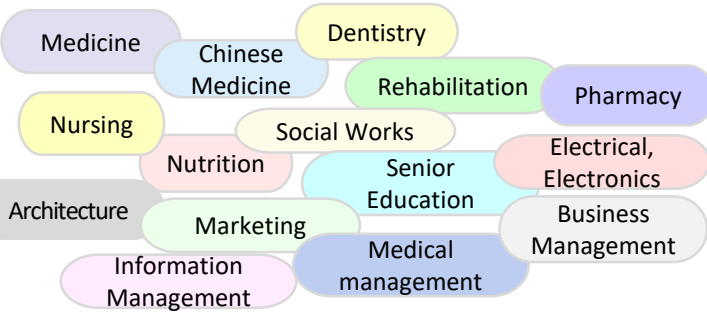 Medicine
Chinese
Medicine
Dentistry
Rehabilitation
Pharmacy
Nursing
Social Works
Nutrition
Senior
Education
Electrical,
Electronics
Architecture
Marketing
Business
Management
Information
Management
Medical
management